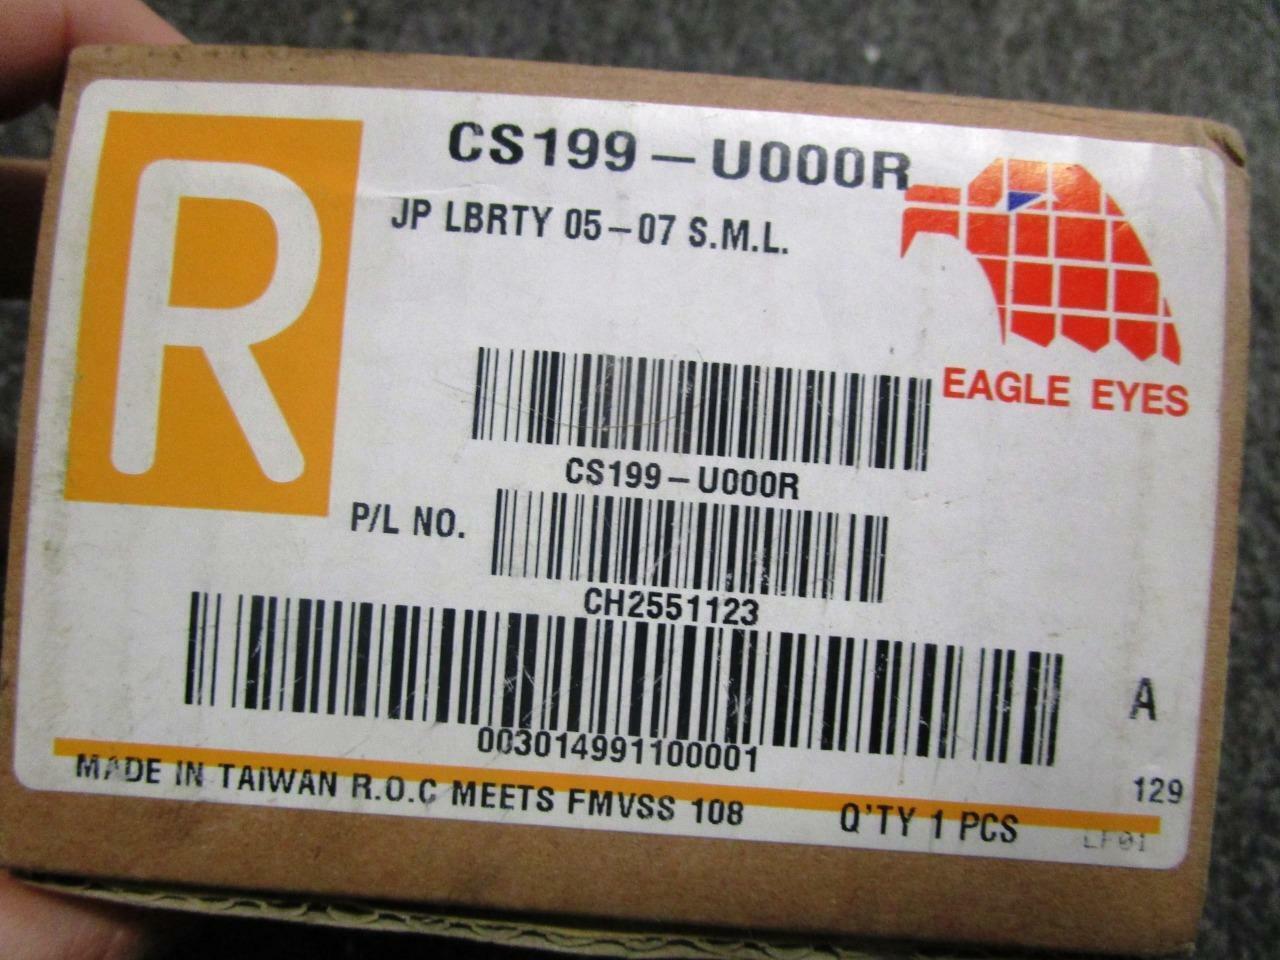 R
CS199-U000R
JP LBRTY 05-07 S.M.L.
EAGLE EYES
CS199-U000R
P/L NO.
CH2551123
003014991100001
A
129
MADE IN TAIWAN R.O.C MEETS FMVSS 108 Q'TY 1 PCS
LF01